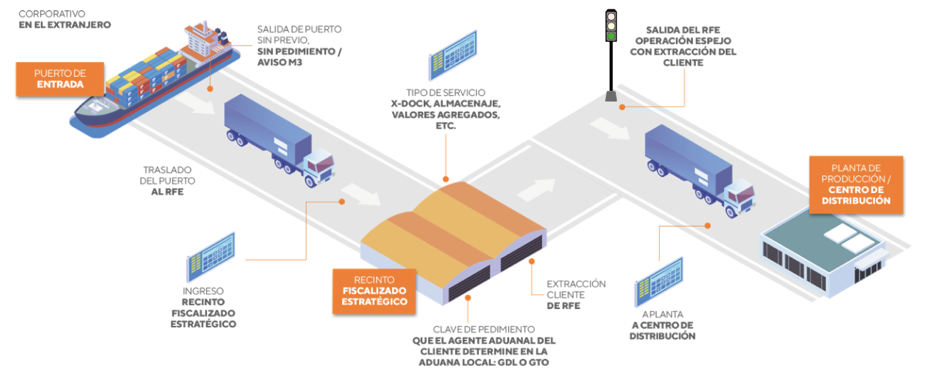 CORPORATIVO
EN EL EXTRANJERO
PUERTO DE
ENTRADA
SALIDA DE PUERTO
SIN PREVIO,
SIN PEDIMIENTO /
AVISO M3
TRASLADO
DEL PUERTO
AL RFE
INGRESO
RECINTO
FISCALIZADO
ESTRATÉGICO
TIPO DE SERVICIO
X-DOCK, ALMACENAJE,
VALORES AGREGADOS,
ETC.
RECINTO
FISCALIZADO
ESTRATÉGICO
CLAVE DE PEDIMIENTO
QUE EL AGENTE ADUANAL DEL
CLIENTE DETERMINE EN LA
ADUANA LOCAL: GDL O GTO
EXTRACCIÓN
CLIENTE
DE RFE
SALIDA DEL RFE
OPERACIÓN ESPEJO
CON EXTRACCIÓN DEL
CLIENTE
A PLANTA
A CENTRO DE
DISTRIBUCIÓN
PLANTA DE
PRODUCCIÓN /
CENTRO DE
DISTRIBUCIÓN